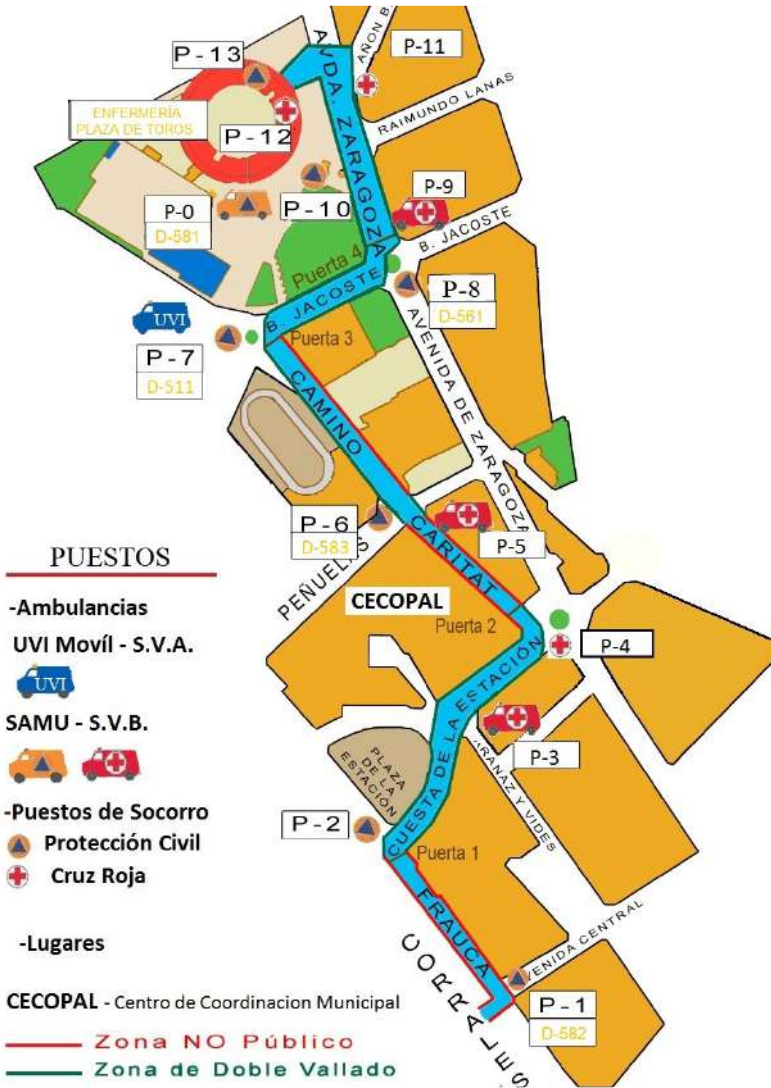 P-13
AÑON B.
P-11
AVDA. ZARAGOZA
RAIMUNDO LANAS
ENFERMERÍA
PLAZA DE TOROS
P-12
P-9
P-0
D-581
P-10
B. JACOSTE
Puerta 4
P-8
D-561
B. JACOSTE
UVI
Puerta 3
P-7
D-511
AVENIDA DE ZARAGOZA
CAMINO
CARITAT
P-6
D-583
P-5
PEÑUELAS
CECOPAL
Puerta 2
P-4
PUESTOS
-Ambulancias
UVI Movíl - S.V.A.
UVI
SAMU - S.V.B.
-Puestos de Socorro
Protección Civil
Cruz Roja
-Lugares
CECOPAL - Centro de Coordinacion Municipal
Zona NO Público
Zona de Doble Vallado
CUESTA DE LA ESTACIÓN
P-3
PLAZA
DE LA
ESTACIÓN
ARANAZ Y VIDES
P-2
Puerta 1
FRAUCA
AVENIDA CENTRAL
CORRALES
P-1
D-582